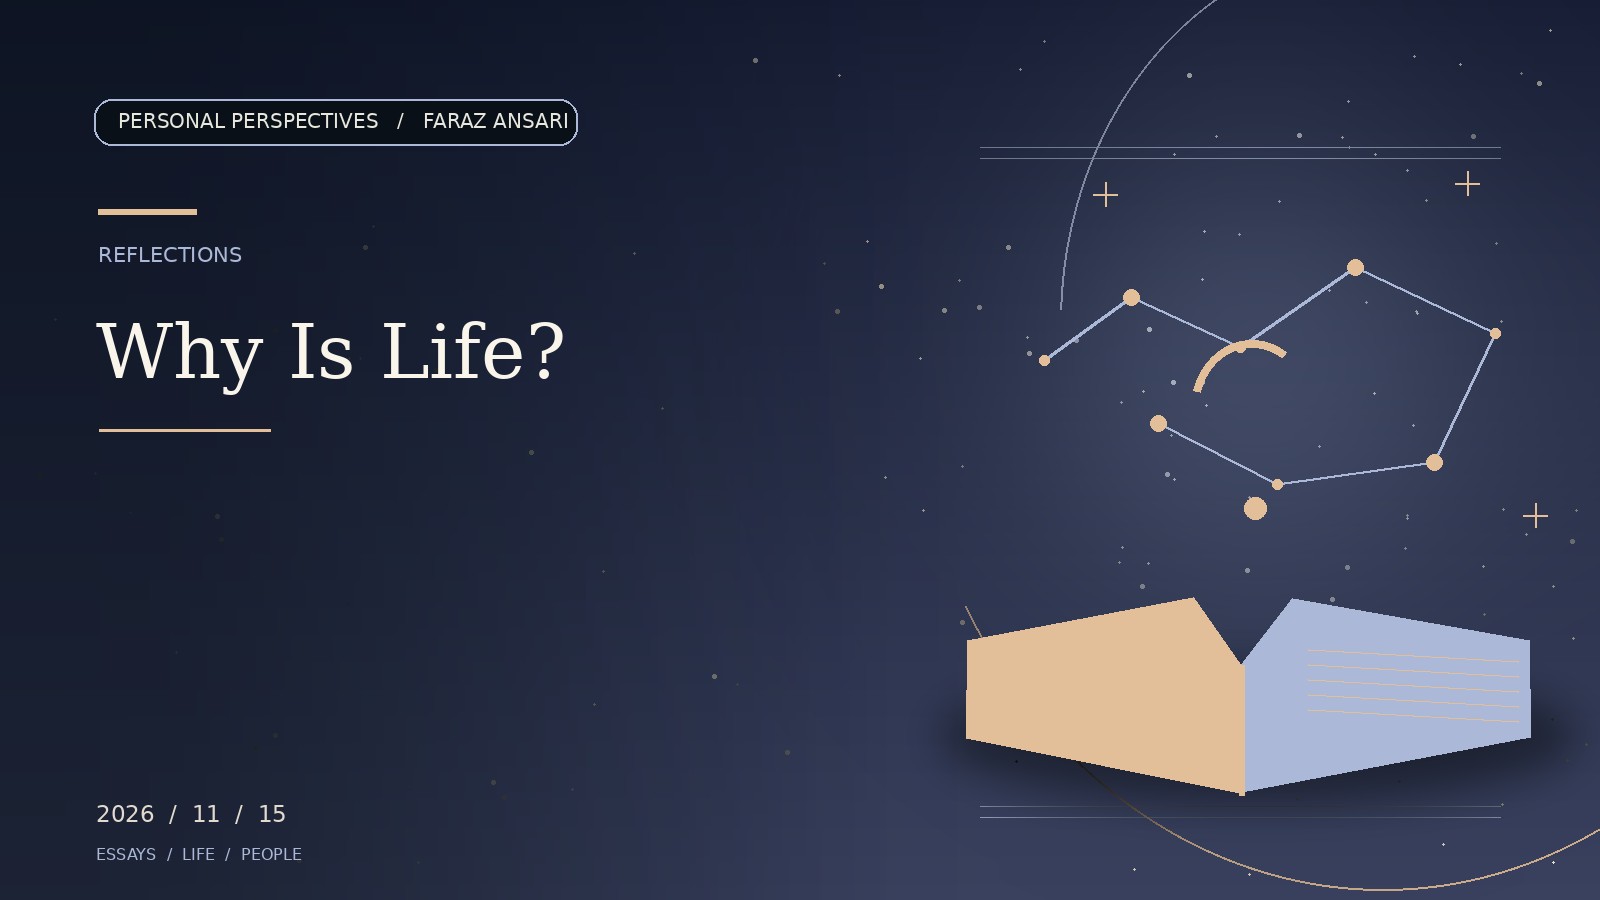 PERSONAL PERSPECTIVES / FARAZ ANSARI
REFLECTIONS
Why Is Life?
2026 / 11 / 15
ESSAYS / LIFE / PEOPLE